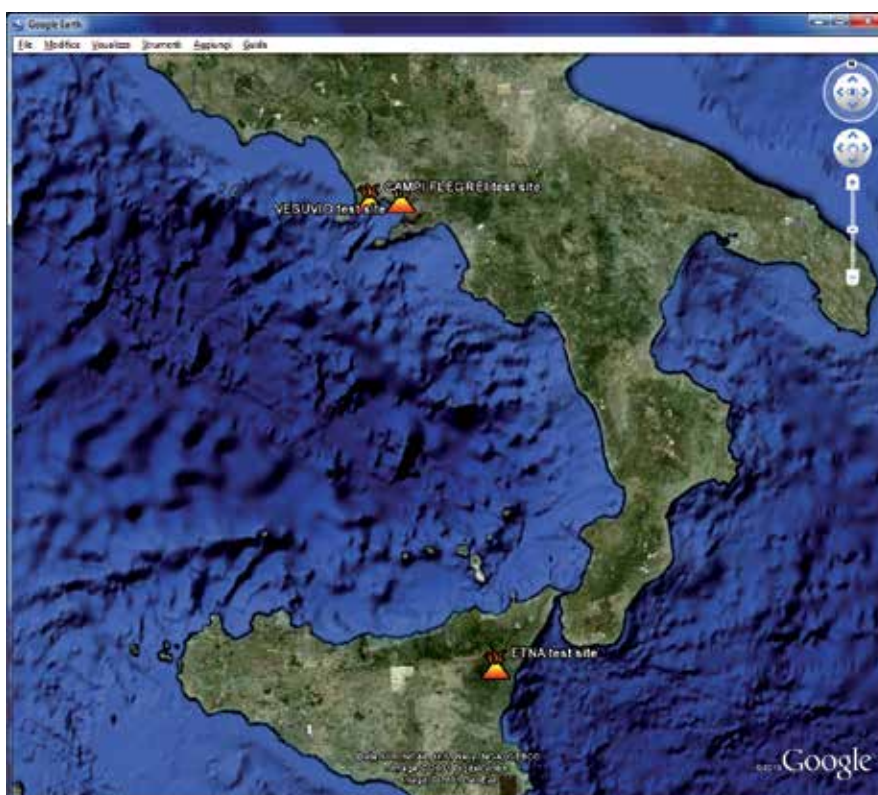 Google Earth
File Modifica Visualizza Strumenti Aggiungi Guida
CAMPI FLEGREI test site
VESUVIO test site
ETNA test site
Google